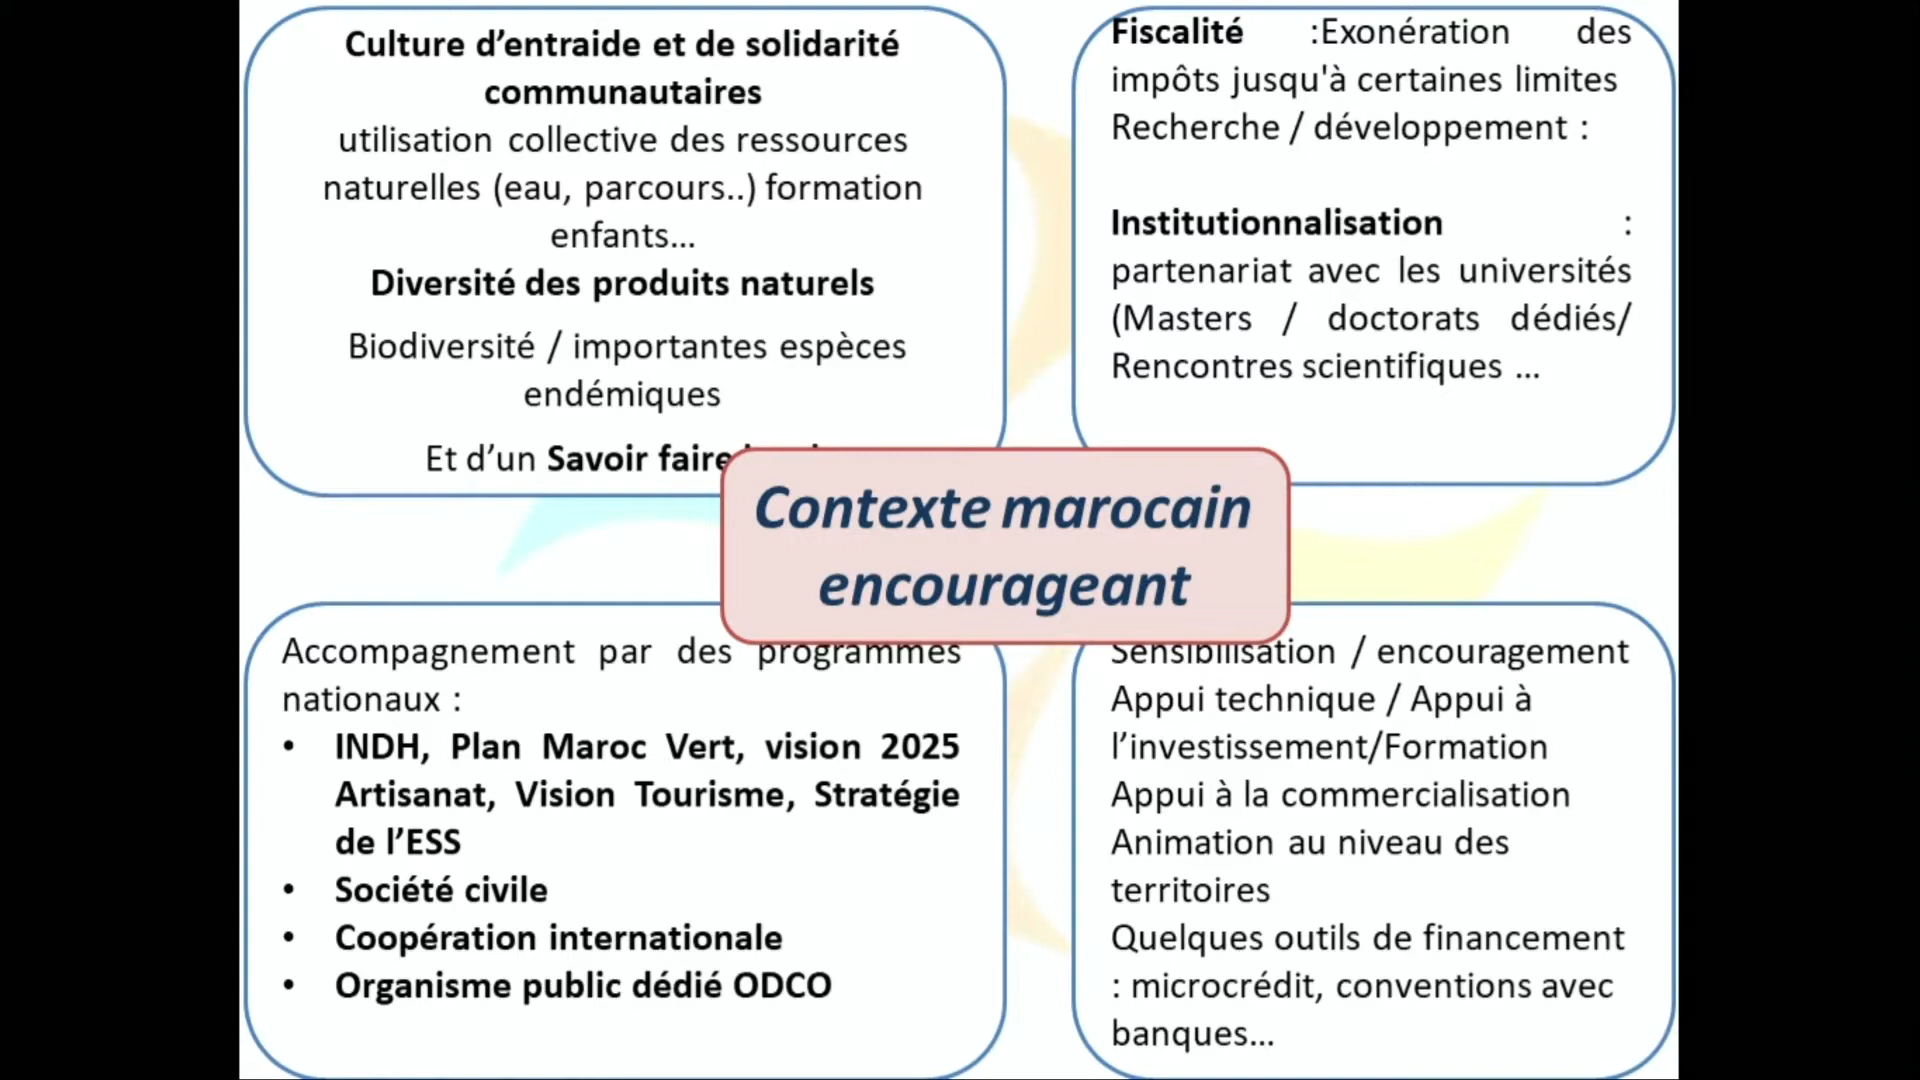 Culture d’entraide et de solidarité
communautaires
utilisation collective des ressources
naturelles (eau, parcours..) formation
enfants...
Diversité des produits naturels
Biodiversité / importantes espèces
endémiques
Et d’un Savoir faire
Fiscalité :Exonération des
impôts jusqu'à certaines limites
Recherche / développement :
Institutionnalisation :
partenariat avec les universités
(Masters / doctorats dédiés/
Rencontres scientifiques ...
Contexte marocain
encourageant
Accompagnement par des programmes
nationaux :
• INDH, Plan Maroc Vert, vision 2025
Artisanat, Vision Tourisme, Stratégie
de l’ESS
• Société civile
• Coopération internationale
• Organisme public dédié ODCO
Sensibilisation / encouragement
Appui technique / Appui à
l’investissement/Formation
Appui à la commercialisation
Animation au niveau des
territoires
Quelques outils de financement
: microcrédit, conventions avec
banques...